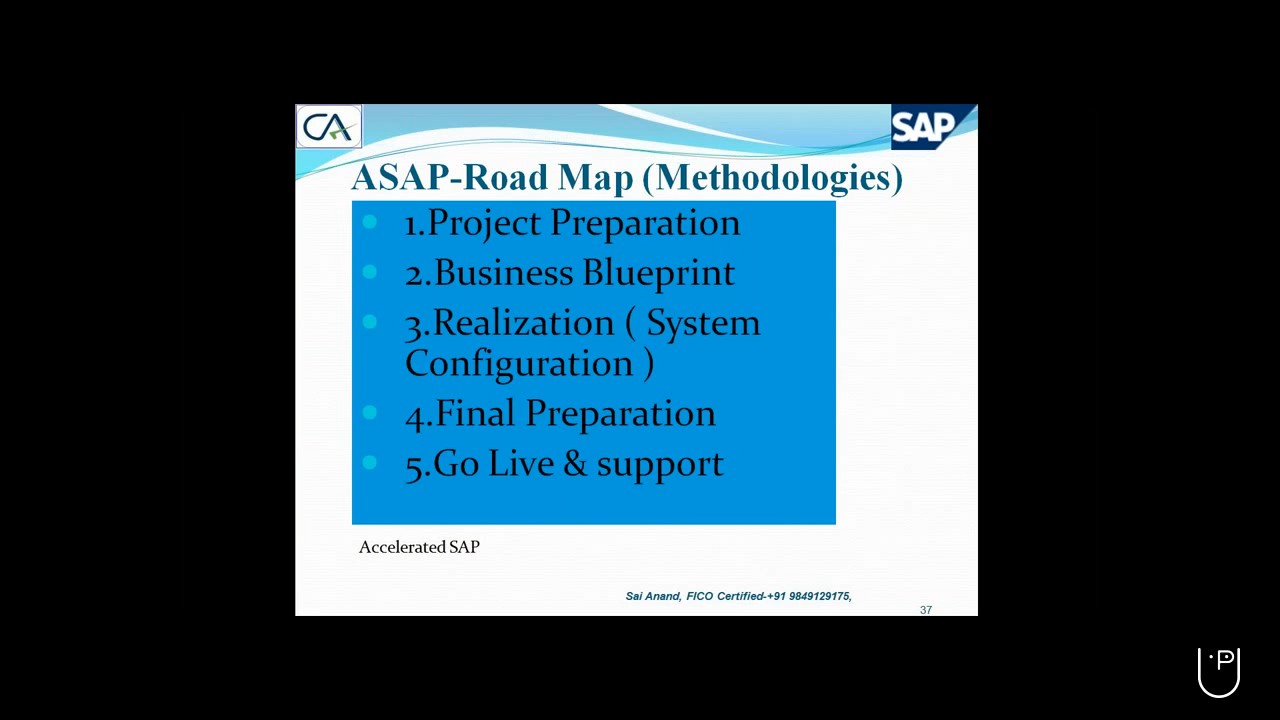 CA
SAP
ASAP-Road Map (Methodologies)
1.Project Preparation
2.Business Blueprint
3.Realization ( System
Configuration )
4.Final Preparation
5.Go Live & support
Accelerated SAP
Sai Anand, FICO Certified-+91 9849129175,
37
UP